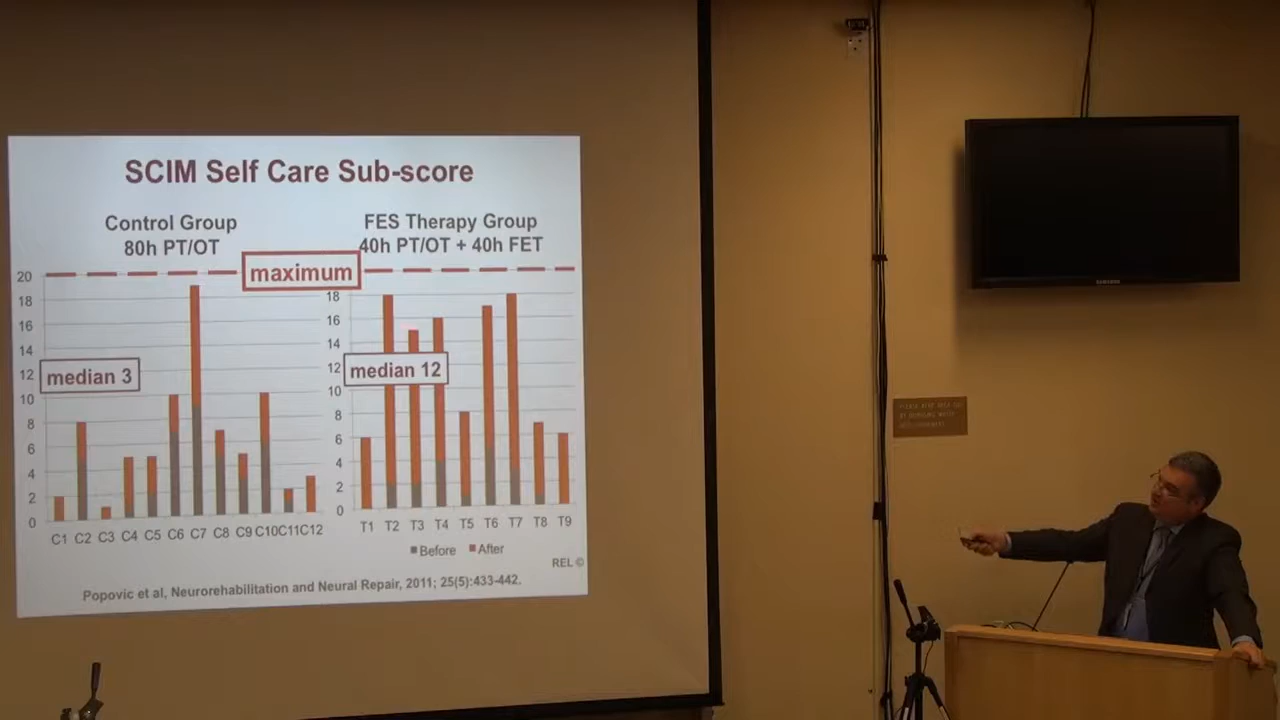 SCIM Self Care Sub-score
Control Group
80h PT/OT
FES Therapy Group
40h PT/OT + 40h FET
maximum
20
18
16
14
12
10
8
6
4
2
0
median 3
C1 C2 C3 C4 C5 C6 C7 C8 C9 C10 C11 C12
18
16
14
12
10
8
6
4
2
0
median 12
T1 T2 T3 T4 T5 T6 T7 T8 T9
Before After
REL ©
Popovic et al, Neurorehabilitation and Neural Repair, 2011; 25(5):433-442.
SAMSUNG